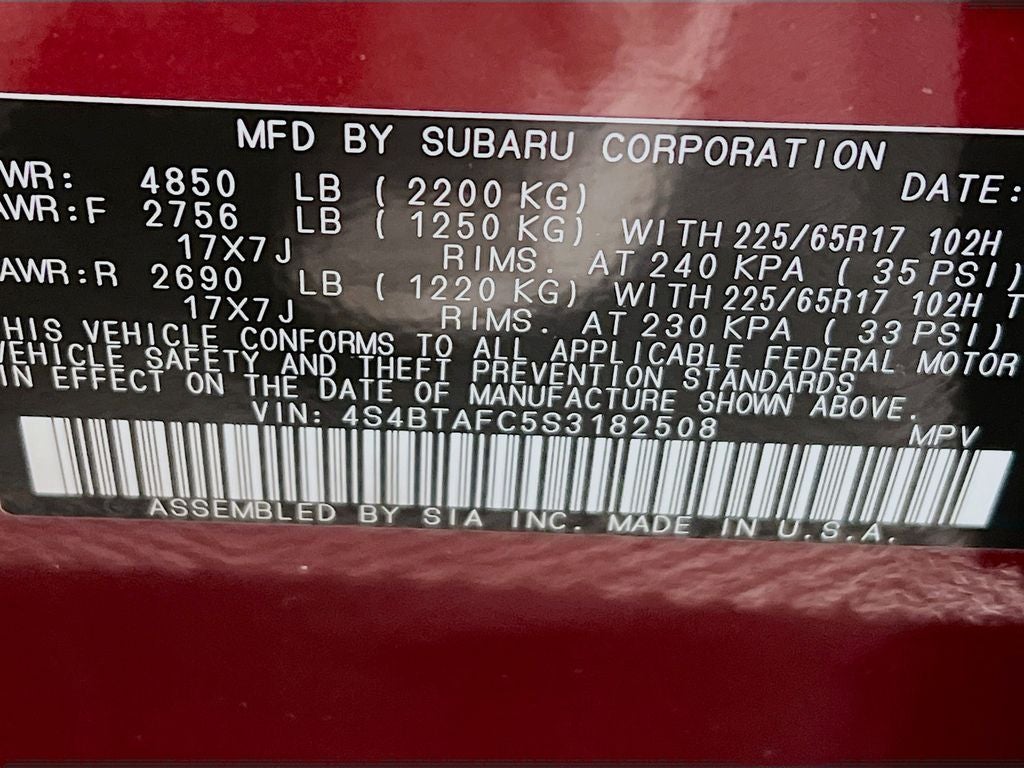 MFD BY SUBARU CORPORATION
WR: 4850 LB ( 2200 KG) DATE:
AWR:F 2756 LB ( 1250 KG) WITH 225/65R17 102H
17X7J RIMS. AT 240 KPA ( 35 PSI)
AWR:R 2690 LB ( 1220 KG) WITH 225/65R17 102H T
17X7J RIMS. AT 230 KPA ( 33 PSI)
HIS VEHICLE CONFORMS TO ALL APPLICABLE FEDERAL MOTOR
VEHICLE SAFETY AND THEFT PREVENTION STANDARDS
IN EFFECT ON THE DATE OF MANUFACTURE SHOWN ABOVE.
VIN: 4S4BTAFC5S3182508 MPV
ASSEMBLED BY SIA INC. MADE IN U.S.A.